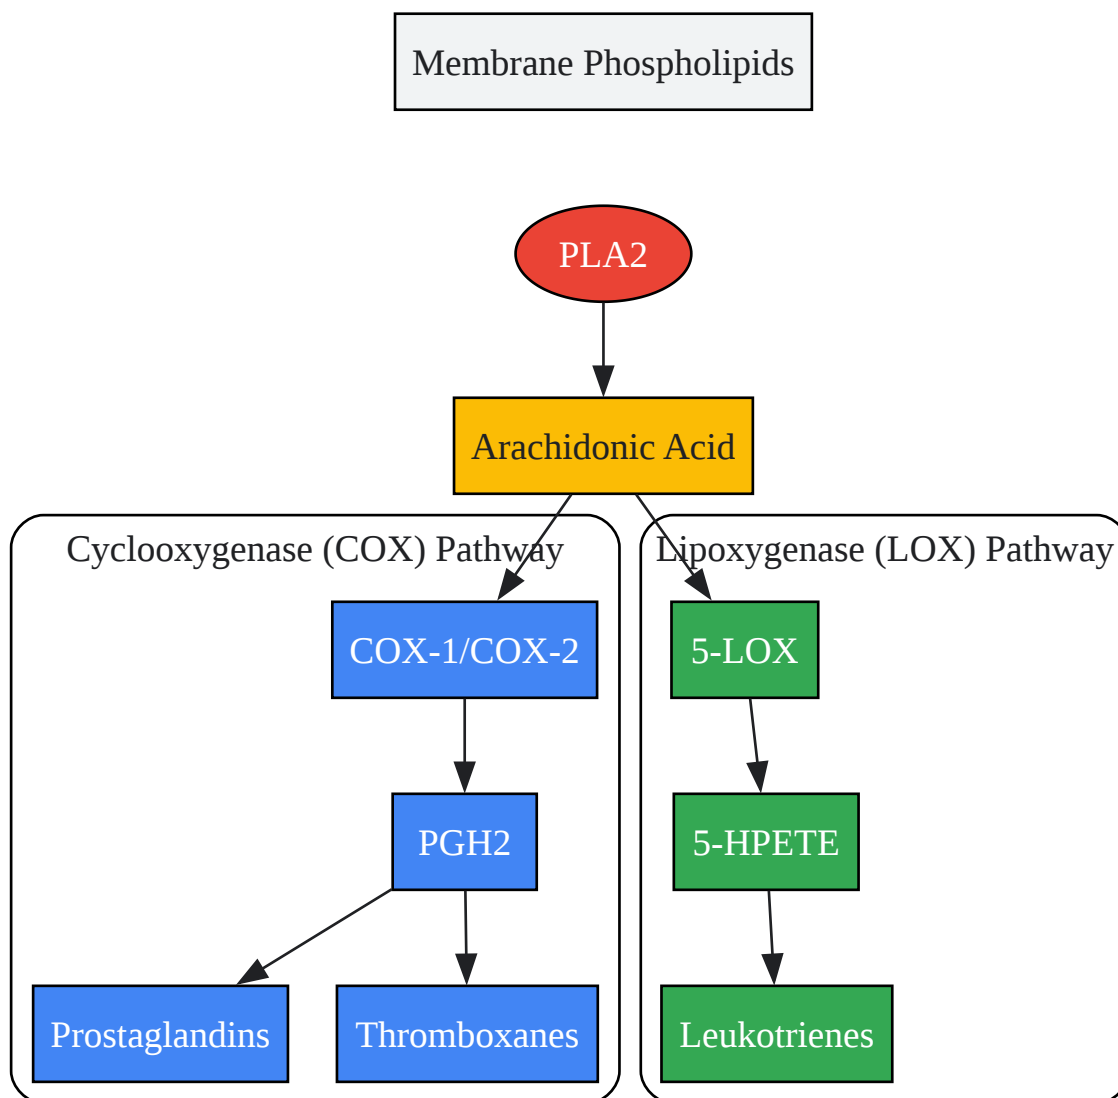 Membrane Phospholipids
PLA2
Arachidonic Acid
Cyclooxygenase (COX) Pathway
Lipoxygenase (LOX) Pathway
COX-1/COX-2
5-LOX
PGH2
5-HPETE
Prostaglandins
Thromboxanes
Leukotrienes